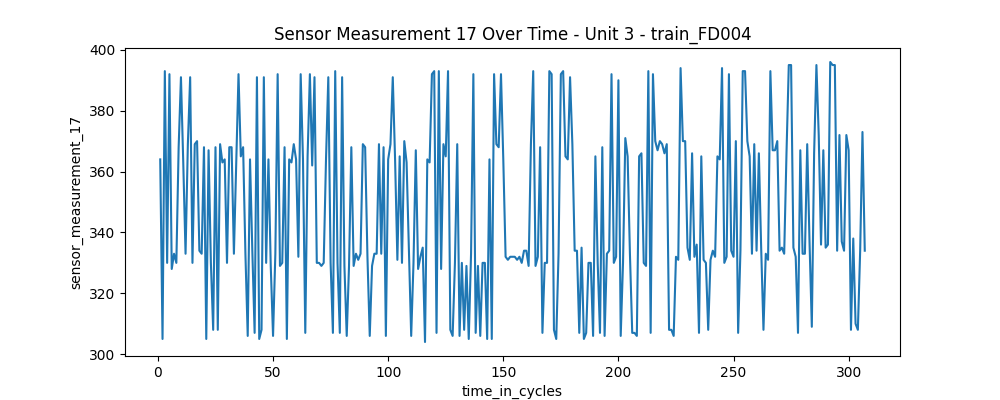 Sensor Measurement 17 Over Time - Unit 3 - train_FD004
sensor_measurement_17
400
380
360
340
320
300
0 50 100 150 200 250 300
time_in_cycles